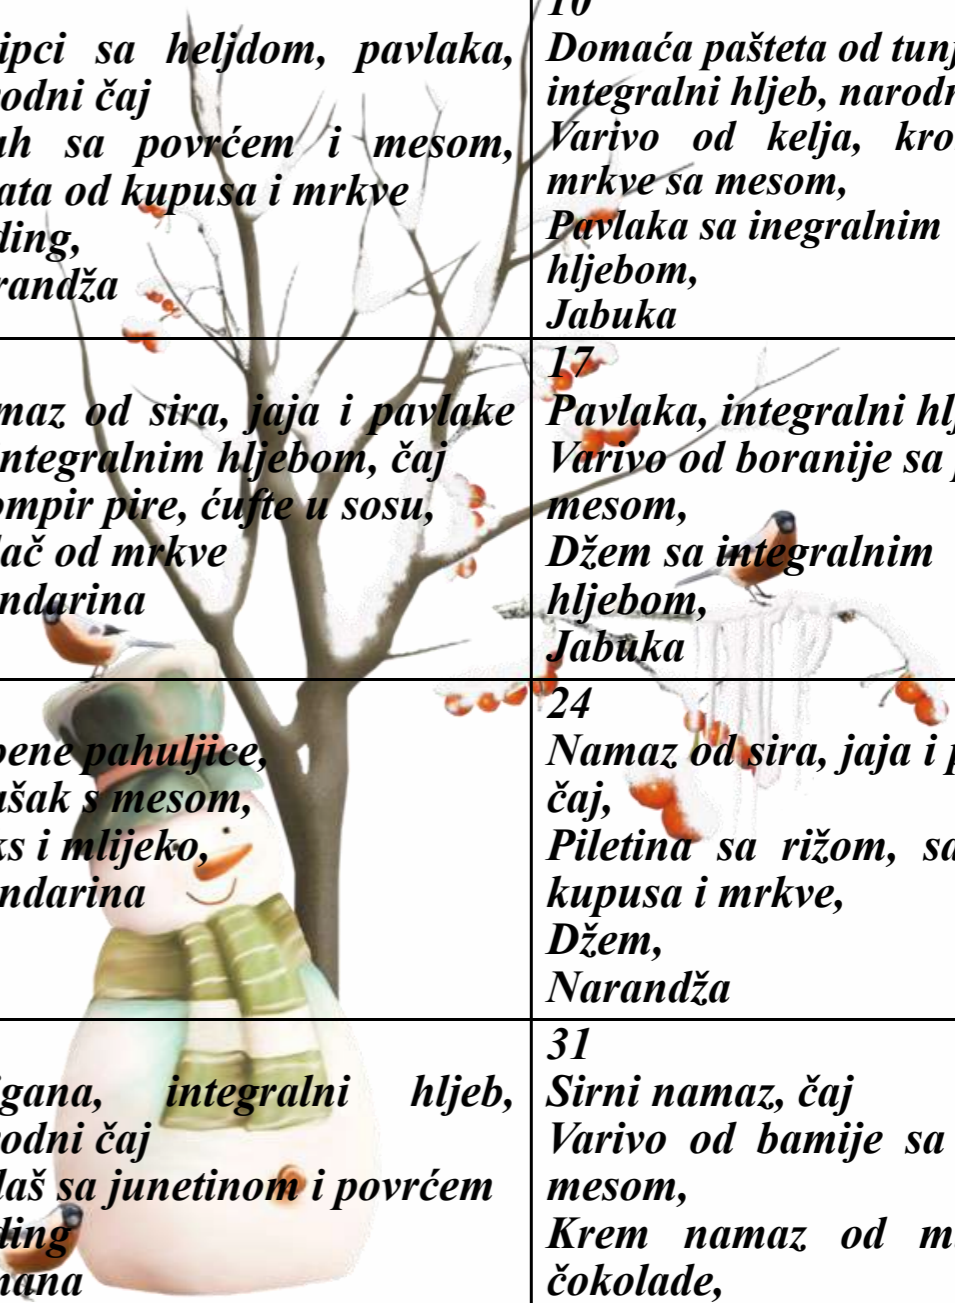 ipci sa heljdom, pavlaka,
odni čaj
ah sa povrćem i mesom,
ata od kupusa i mrkve
ding,
randža
10
Domaća pašteta od tunj
integralni hljeb, narodn
Varivo od kelja, kro
mrkve sa mesom,
Pavlaka sa inegralnim
hljebom,
Jabuka
maz od sira, jaja i pavlake
ntegralnim hljebom, čaj
ompir pire, ćufte u sosu,
lač od mrkve
ndarina
17
Pavlaka, integralni hlj
Varivo od boranije sa p
mesom,
Džem sa integralnim
hljebom,
Jabuka
bene pahuljice,
ušak s mesom,
ks i mlijeko,
ndarina
24
Namaz od sira, jaja i p
čaj,
Piletina sa rižom, sa
kupusa i mrkve,
Džem,
Narandža
gana, integralni hljeb,
odni čaj
laš sa junetinom i povrćem
ding
nana
31
Sirni namaz, čaj
Varivo od bamije sa
mesom,
Krem namaz od m
čokolade,